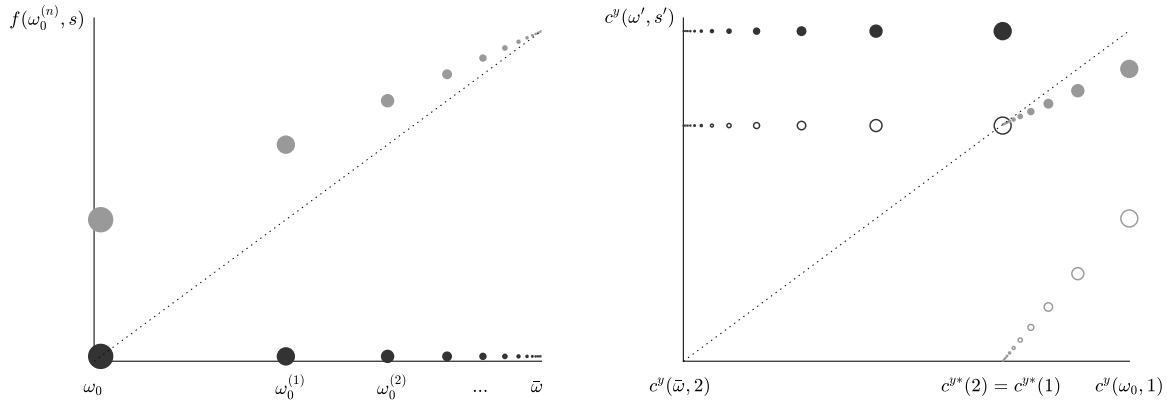 f(ω₀⁽ⁿ⁾, s)
ω₀ ω₀⁽¹⁾ ω₀⁽²⁾ ... ω̄
cʸ(ω′, s′)
cʸ(ω̄, 2) cʸ*(2) = cʸ*(1) cʸ(ω₀, 1)